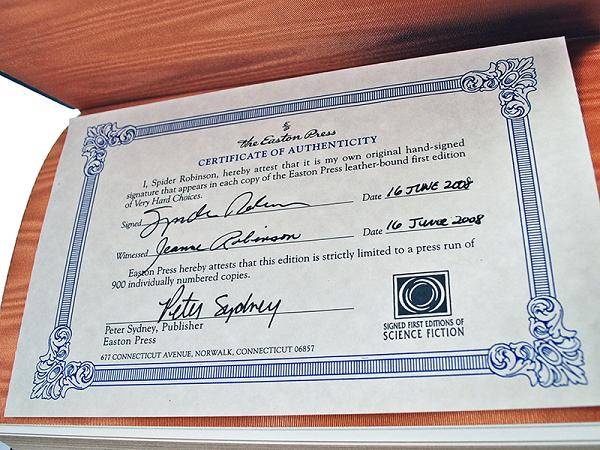 the Easton Press
CERTIFICATE OF AUTHENTICITY
I, Spider Robinson, hereby attest that it is my own original hand-signed
signature that appears in each copy of the Easton Press leather-bound first edition
of Very Hard Choices.
Signed Spider Robinson Date 16 JUNE 2008
Witnessed Jeanne Robinson Date 16 JUNE 2008
Easton Press hereby attests that this edition is strictly limited to a press run of
900 individually numbered copies.
Peter Sydney
Peter Sydney, Publisher
Easton Press
677 CONNECTICUT AVENUE, NORWALK, CONNECTICUT 06857
SIGNED FIRST EDITIONS OF
SCIENCE FICTION